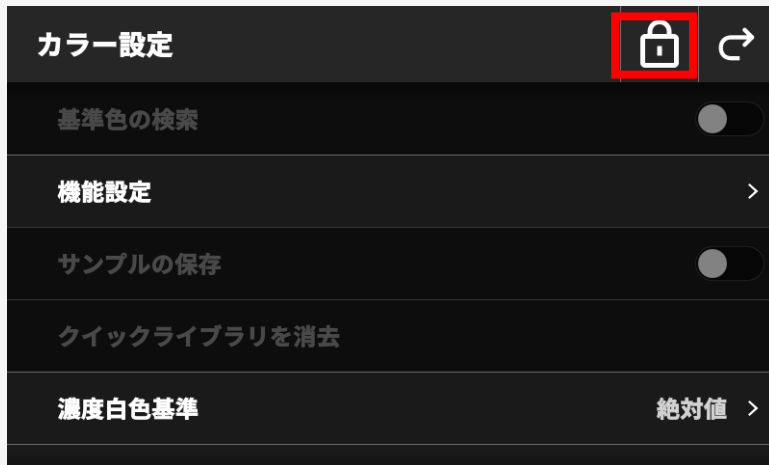 カラー設定
基準色の検索
機能設定
サンプルの保存
クイックライブラリを消去
濃度白色基準 絶対値